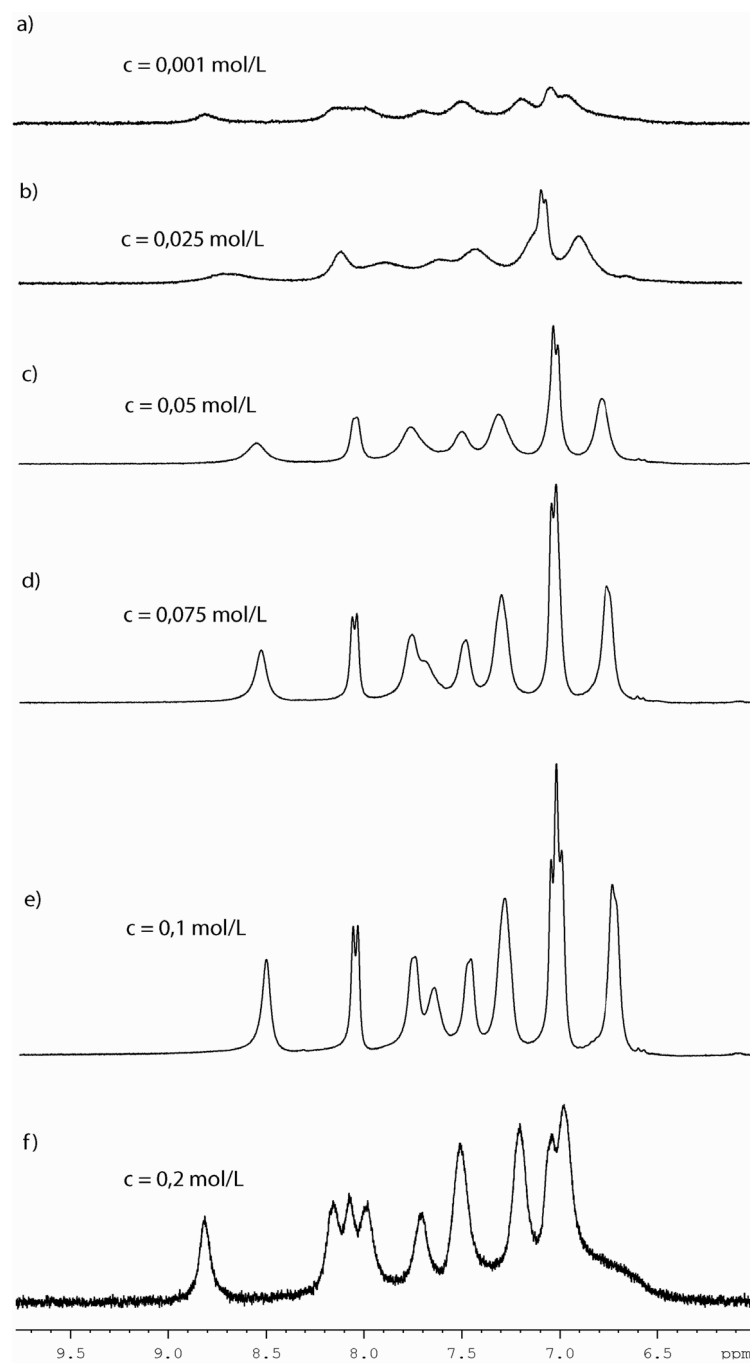 a)
c = 0,001 mol/L
b)
c = 0,025 mol/L
c)
c = 0,05 mol/L
d)
c = 0,075 mol/L
e)
c = 0,1 mol/L
f)
c = 0,2 mol/L
9.5 9.0 8.5 8.0 7.5 7.0 6.5 ppm